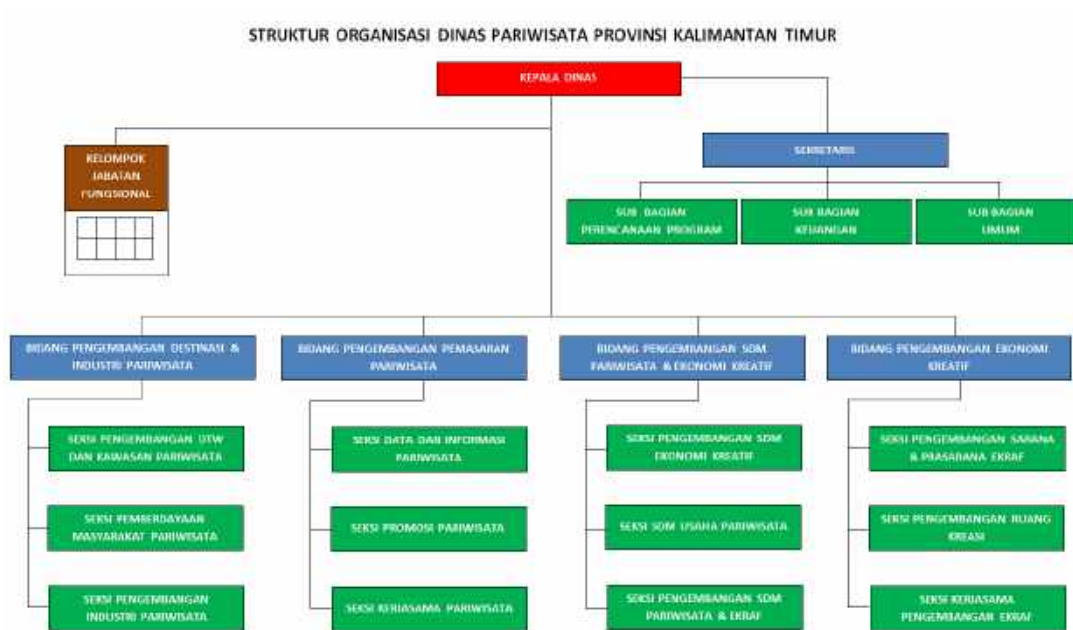 STRUKTUR ORGANISASI DINAS PARIWISATA PROVINSI KALIMANTAN TIMUR
KEPALA DINAS
KELOMPOK
JABATAN
FUNGSIONAL
SEKRETARIS
SUB BAGIAN
PERENCANAAN PROGRAM
SUB BAGIAN
KEUANGAN
SUB BAGIAN
UMUM
BIDANG PENGEMBANGAN DESTINASI &
INDUSTRI PARIWISATA
BIDANG PENGEMBANGAN PEMASARAN
PARIWISATA
BIDANG PENGEMBANGAN SDM
PARIWISATA & EKONOMI KREATIF
BIDANG PENGEMBANGAN EKONOMI
KREATIF
SEKSI PENGEMBANGAN DTW
DAN KAWASAN PARIWISATA
SEKSI DATA DAN INFORMASI
PARIWISATA
SEKSI PENGEMBANGAN SDM
EKONOMI KREATIF
SEKSI PENGEMBANGAN SARANA
& PRASARANA EKRAF
SEKSI PEMBERDAYAAN
MASYARAKAT PARIWISATA
SEKSI PROMOSI PARIWISATA
SEKSI SDM USAHA PARIWISATA
SEKSI PENGEMBANGAN RUANG
KREASI
SEKSI PENGEMBANGAN
INDUSTRI PARIWISATA
SEKSI KERJASAMA PARIWISATA
SEKSI PENGEMBANGAN SDM
PARIWISATA & EKRAF
SEKSI KERJASAMA
PENGEMBANGAN EKRAF